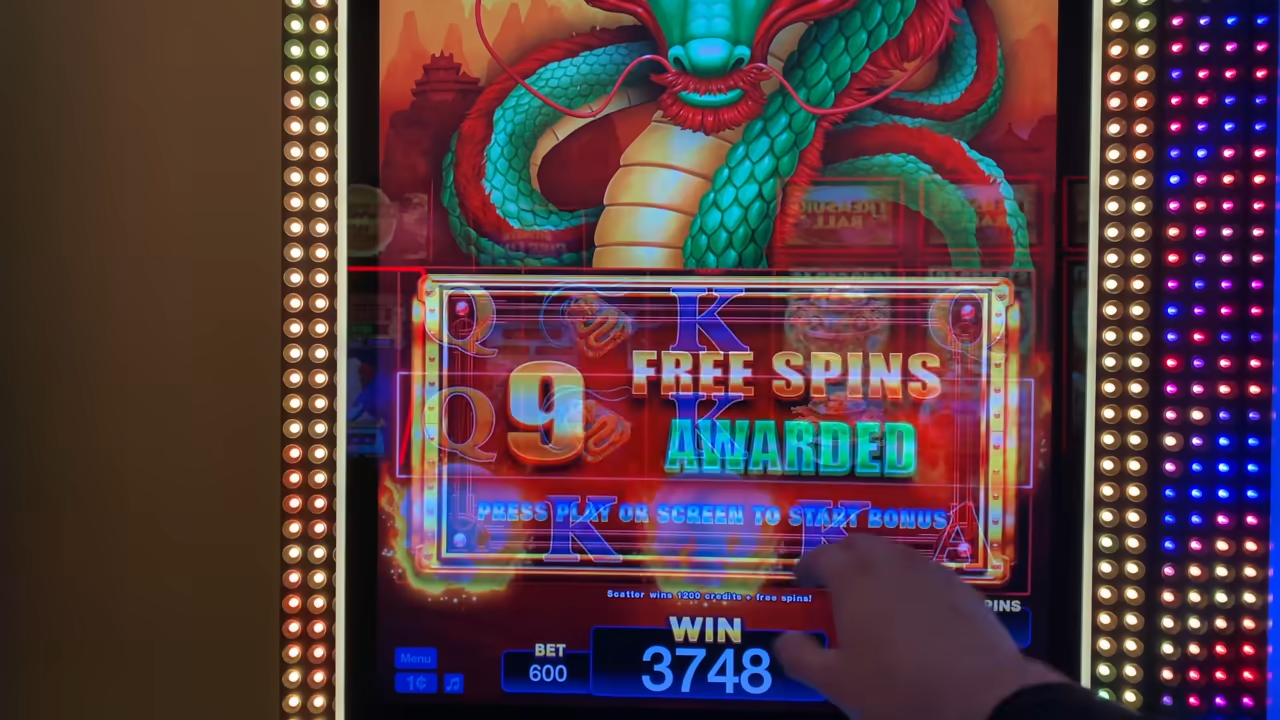 Q K Q
9 FREE SPINS
Q K AWARDED
PRESS PLAY OR SCREEN TO START BONUS
K K A
Scatter wins 1200 credits + free spins!
PINS
WIN
Menu
BET
600
3748
1¢